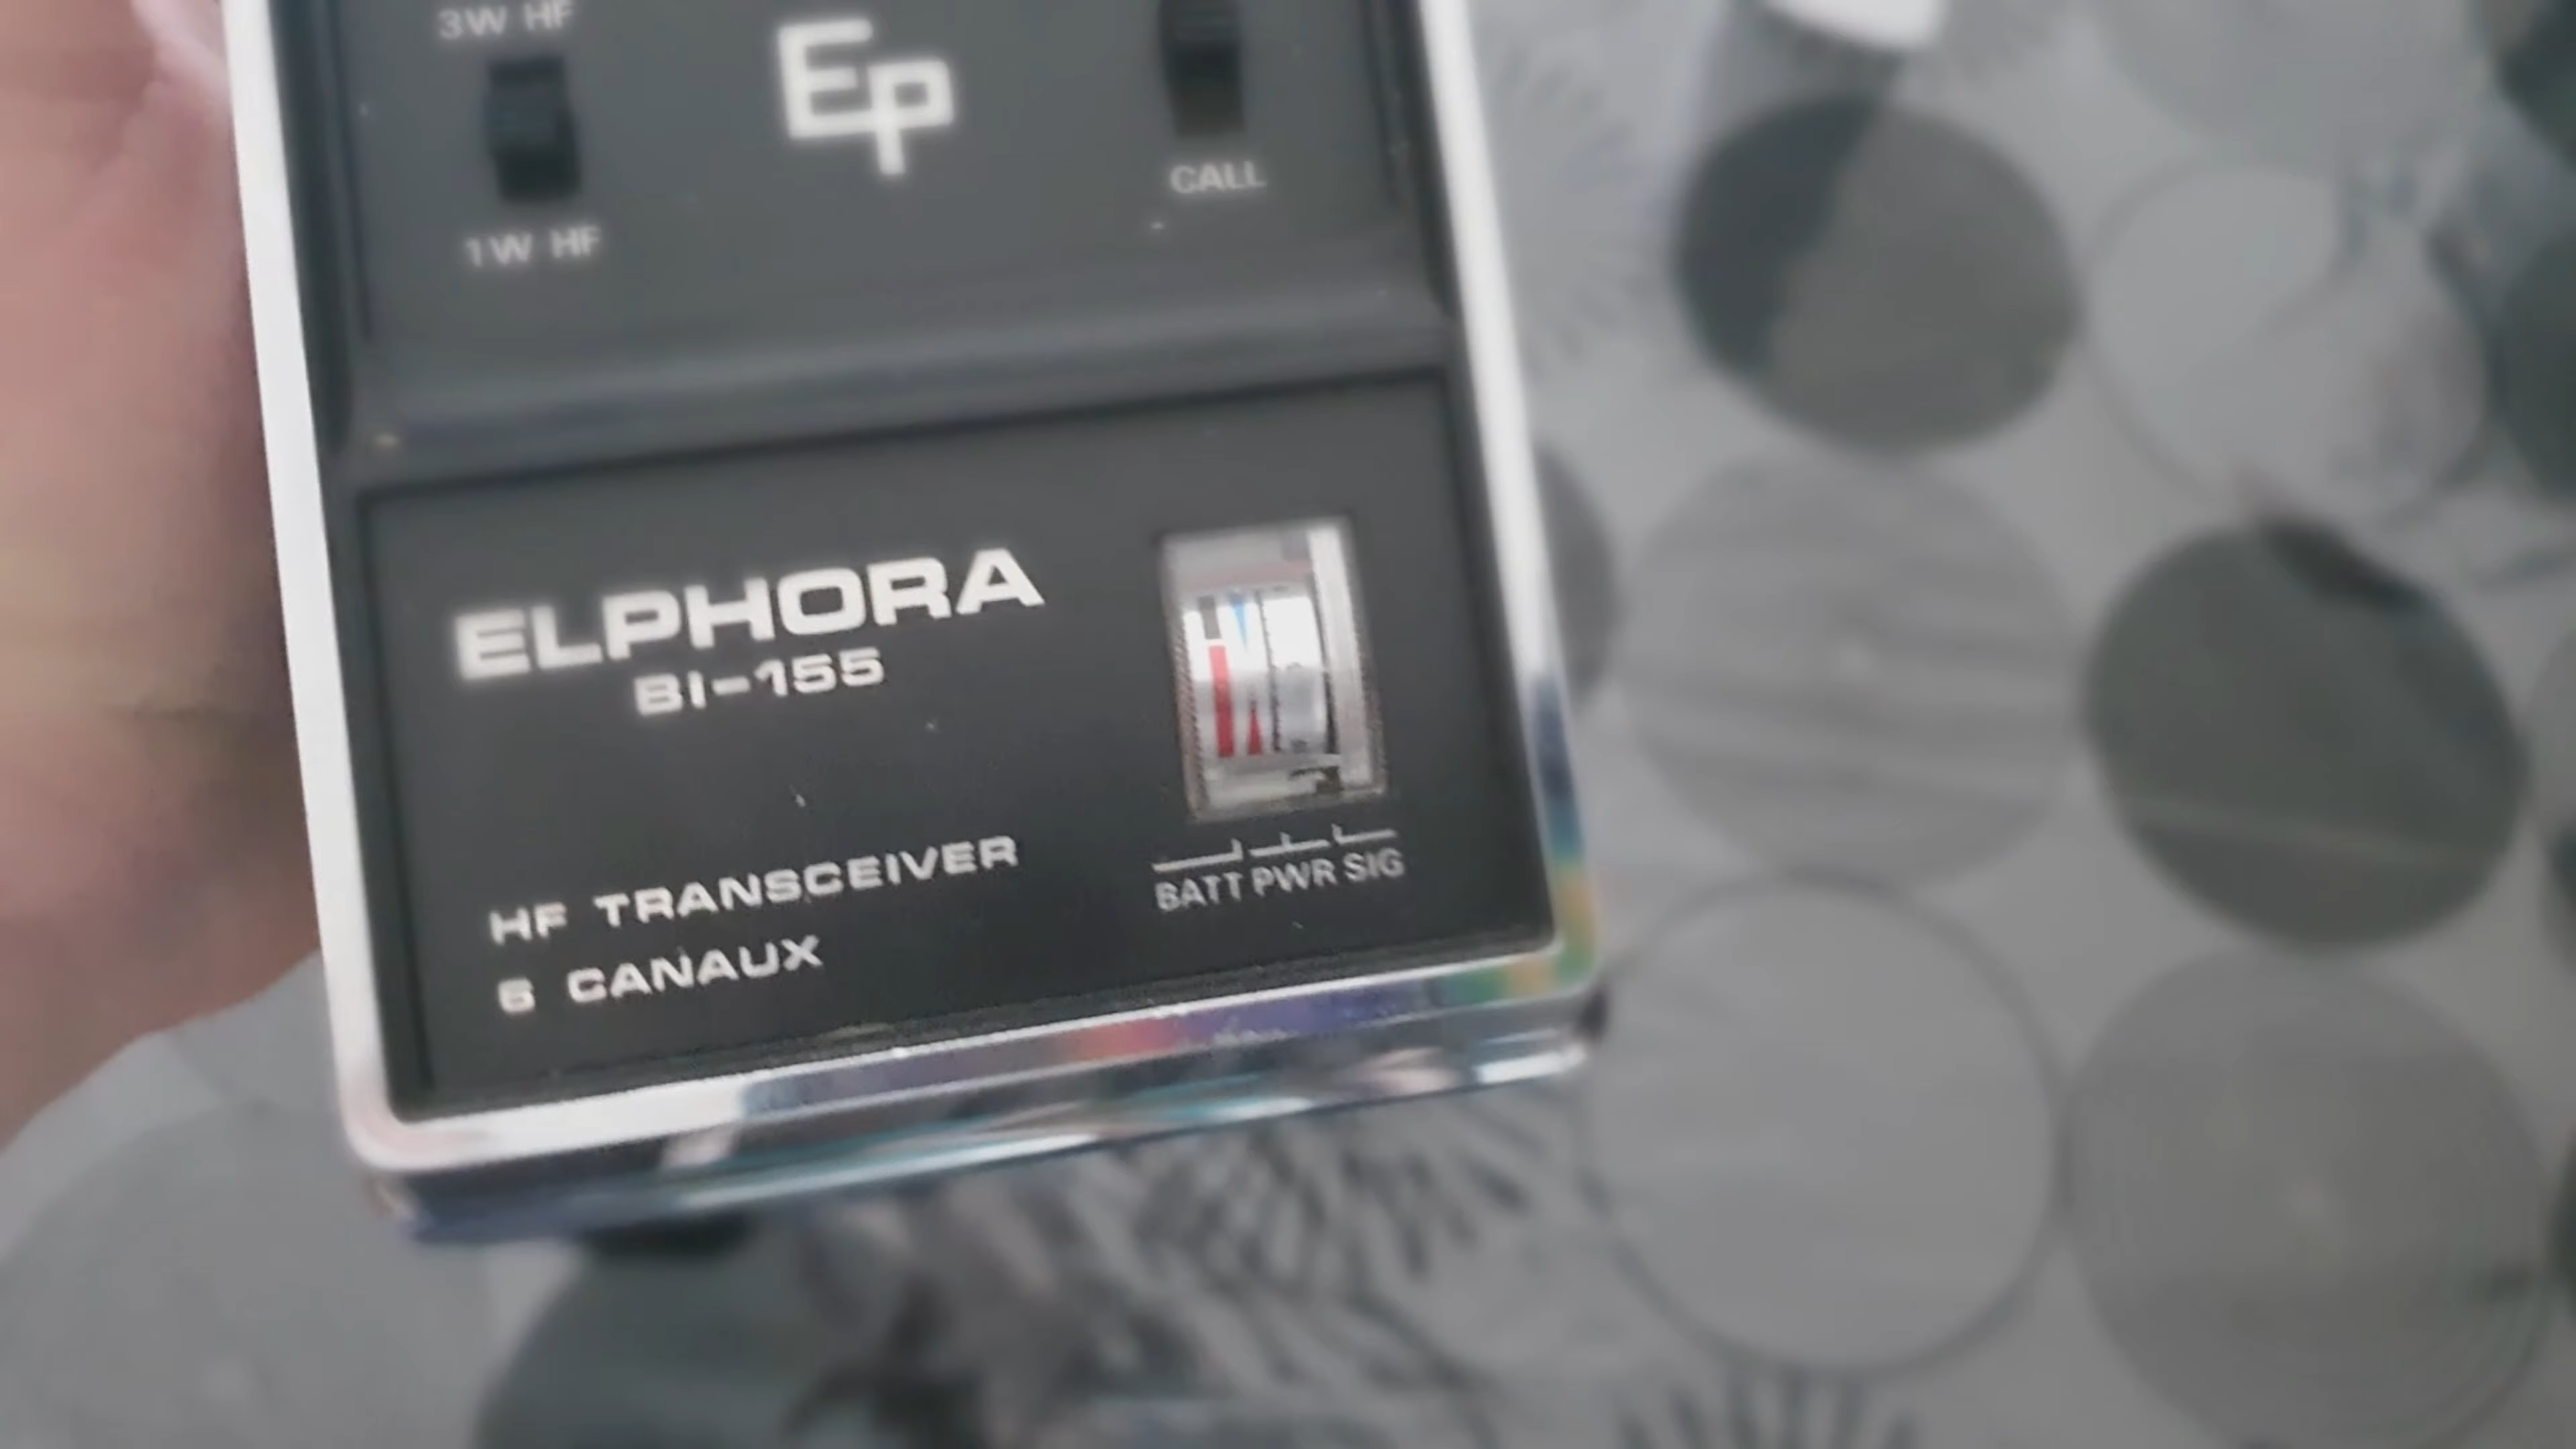 3W HF
EP
CALL
1W HF
ELPHORA
BI-155
HF TRANSCEIVER
6 CANAUX
BATT PWR SIG